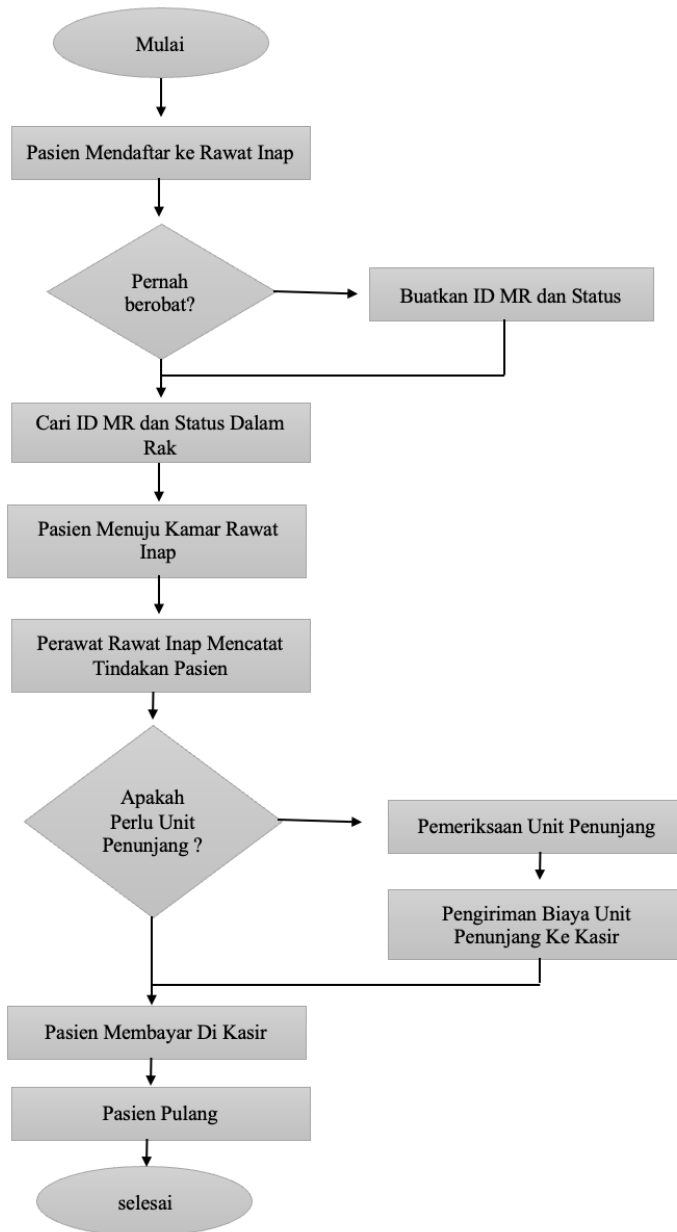 Mulai
Pasien Mendaftar ke Rawat Inap
Pernah
berobat?
Buatkan ID MR dan Status
Cari ID MR dan Status Dalam
Rak
Pasien Menuju Kamar Rawat
Inap
Perawat Rawat Inap Mencatat
Tindakan Pasien
Apakah
Perlu Unit
Penunjang ?
Pemeriksaan Unit Penunjang
Pengiriman Biaya Unit
Penunjang Ke Kasir
Pasien Membayar Di Kasir
Pasien Pulang
selesai